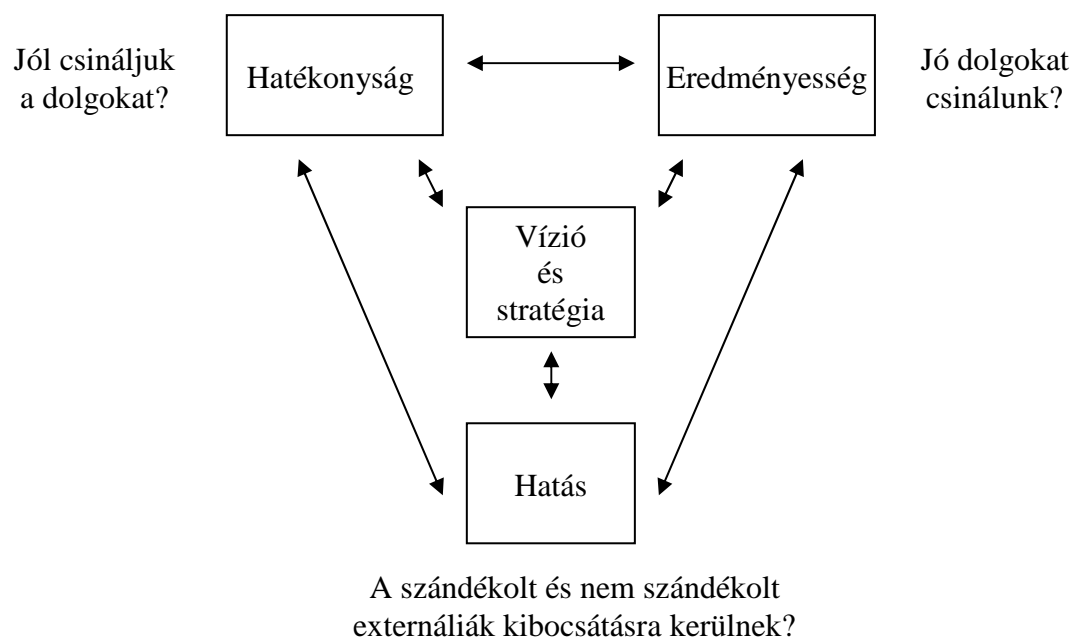 Jól csináljuk
a dolgokat?
Hatékonyság
Eredményesség
Jó dolgokat
csinálunk?
Vízió
és
stratégia
Hatás
A szándékolt és nem szándékolt
externáliák kibocsátásra kerülnek?